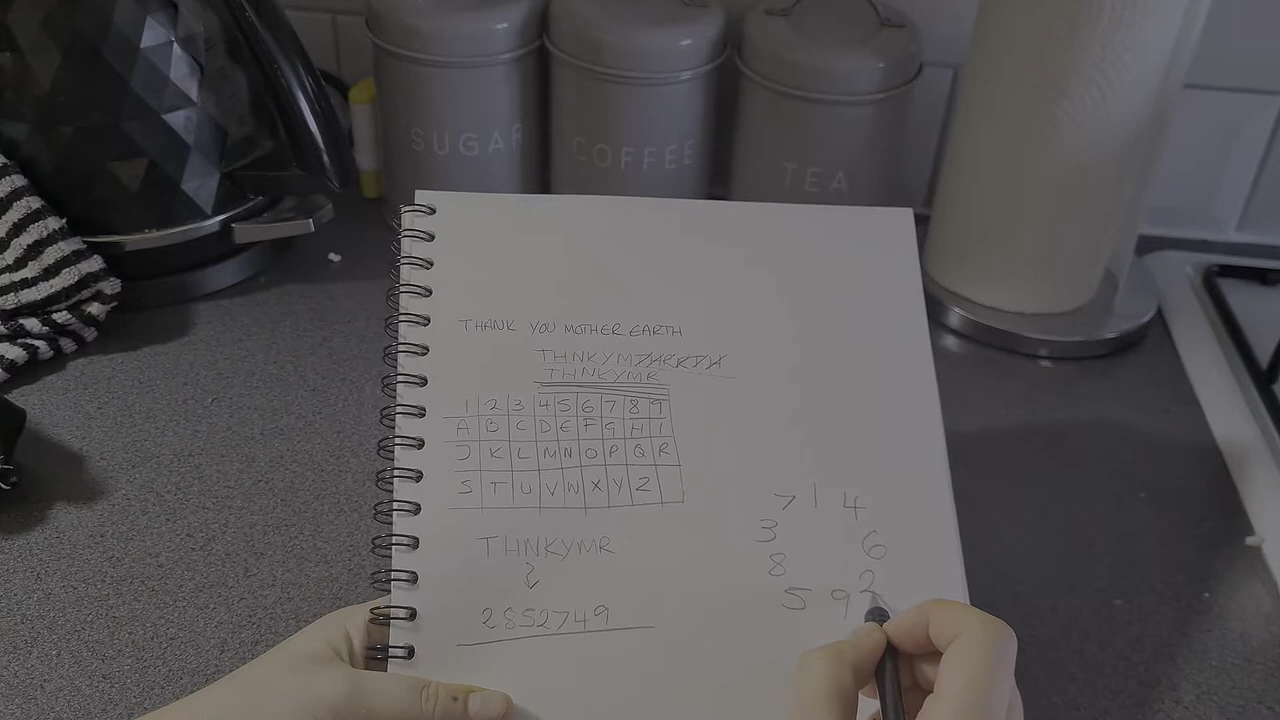 SUGAR
COFFEE
TEA
THANK YOU MOTHER EARTH
THNKYMR
1 2 3 4 5 6 7 8 9
A B C D E F G H I
J K L M N O P Q R
S T U V W X Y Z
THNKYMR
2852749
7 1 4
3 6
8 2
5 9